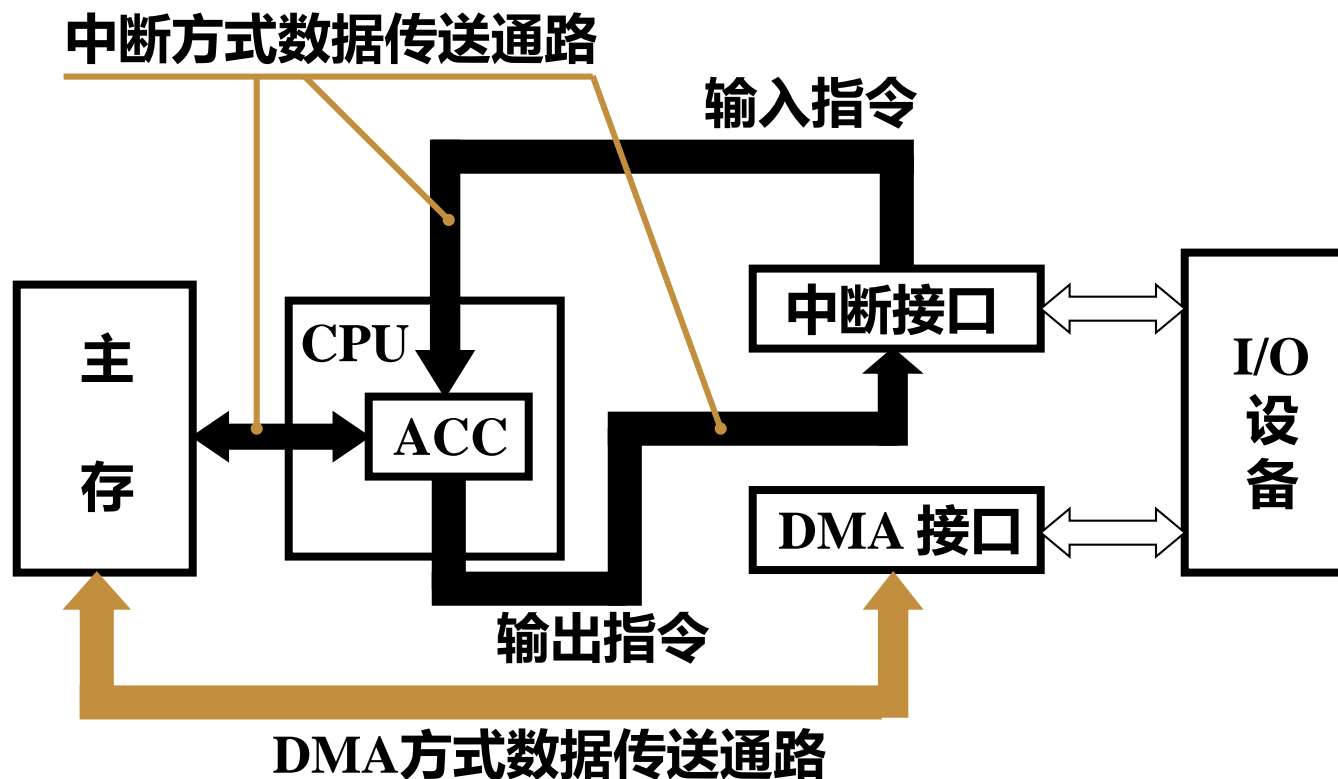 中断方式数据传送通路
输入指令
主
存
CPU
ACC
中断接口
DMA 接口
I/O
设
备
输出指令
DMA方式数据传送通路